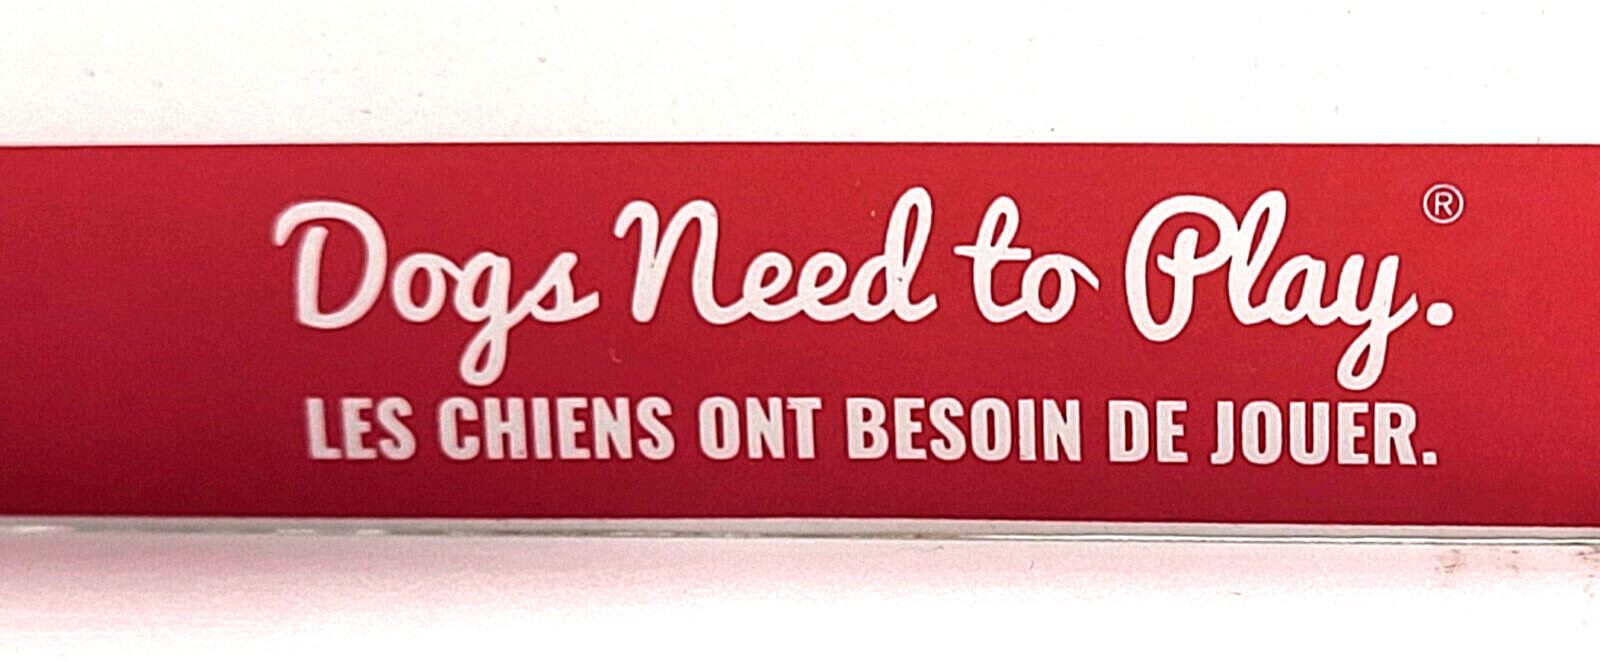 Dogs Need to Play.®
LES CHIENS ONT BESOIN DE JOUER.